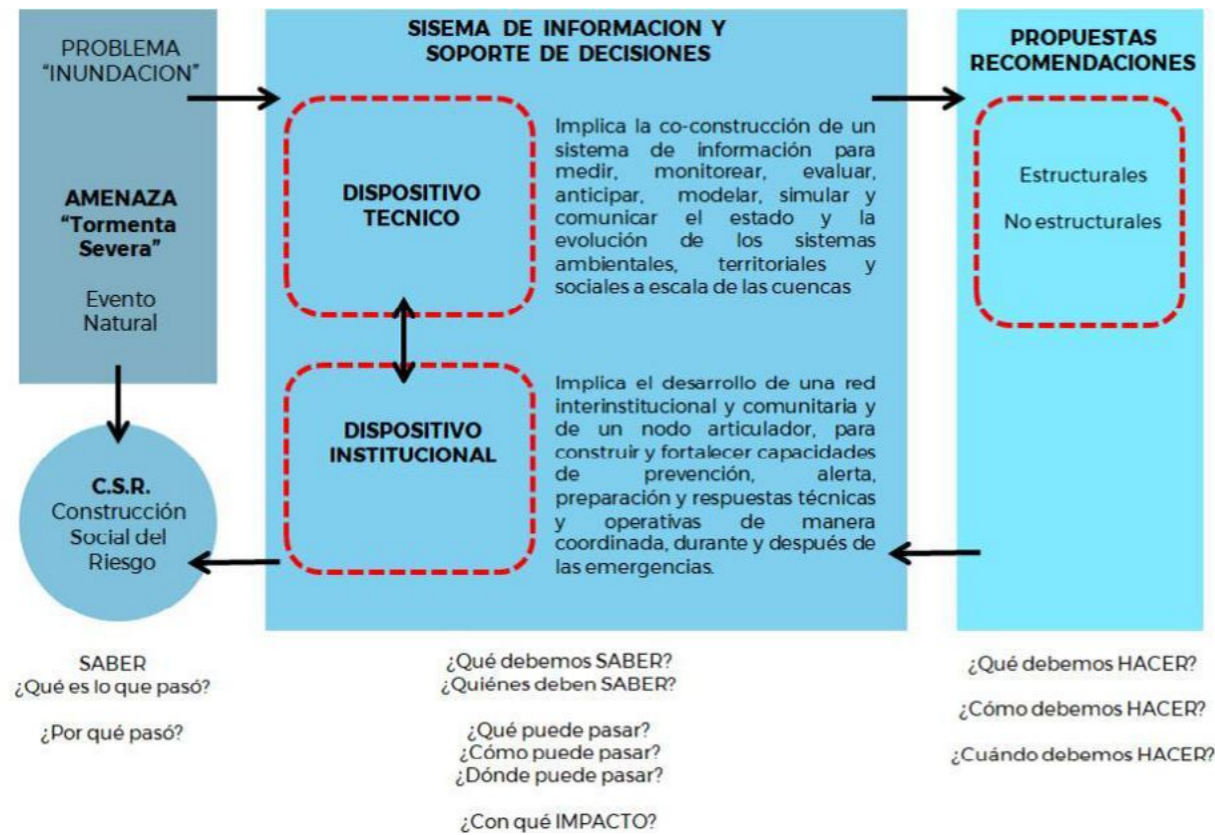 PROBLEMA
“INUNDACION”
AMENAZA
“Tormenta
Severa”
Evento
Natural
C.S.R.
Construcción
Social del
Riesgo
SABER
¿Qué es lo que pasó?
¿Por qué pasó?
SISEMA DE INFORMACION Y
SOPORTE DE DECISIONES
DISPOSITIVO
TECNICO
Implica la co-construcción de un
sistema de información para
medir, monitorear, evaluar,
anticipar, modelar, simular y
comunicar el estado y la
evolución de los sistemas
ambientales, territoriales y
sociales a escala de las cuencas
DISPOSITIVO
INSTITUCIONAL
Implica el desarrollo de una red
interinstitucional y comunitaria y
de un nodo articulador, para
construir y fortalecer capacidades
de prevención, alerta,
preparación y respuestas técnicas
y operativas de manera
coordinada, durante y después de
las emergencias.
¿Qué debemos SABER?
¿Quiénes deben SABER?
¿Qué puede pasar?
¿Cómo puede pasar?
¿Dónde puede pasar?
¿Con qué IMPACTO?
PROPUESTAS
RECOMENDACIONES
Estructurales
No estructurales
¿Qué debemos HACER?
¿Cómo debemos HACER?
¿Cuándo debemos HACER?